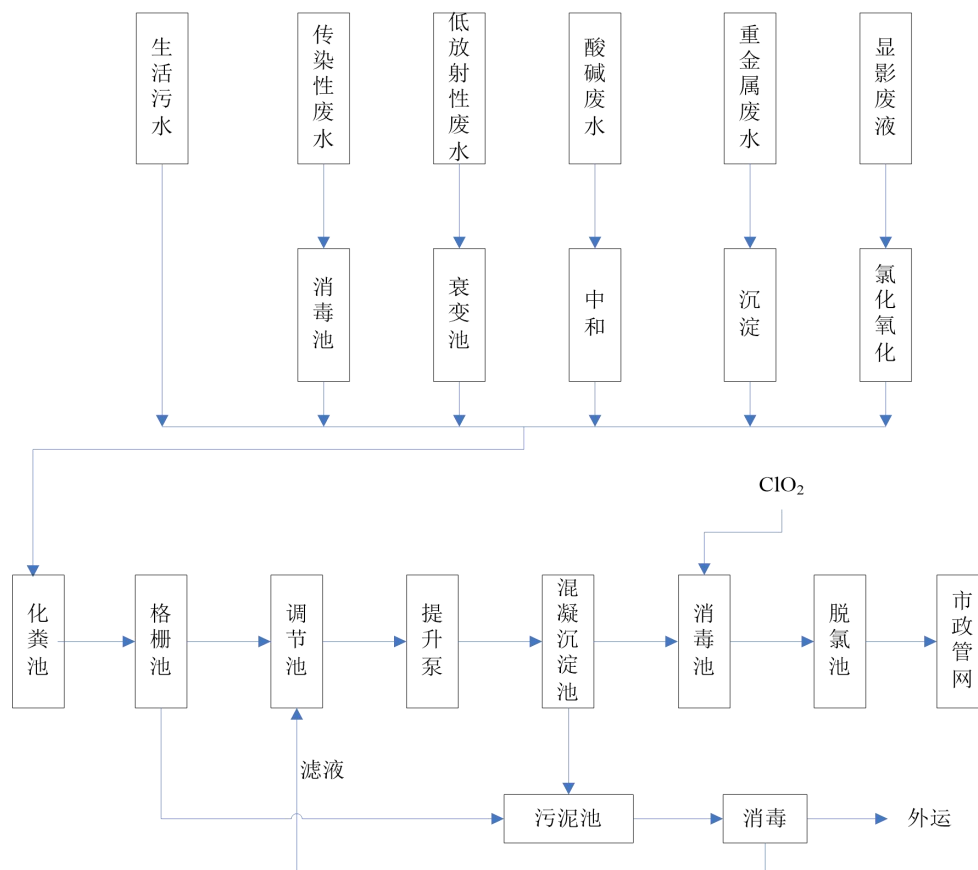 生活污水
传染性废水
低放射性废水
酸碱废水
重金属废水
显影废液
消毒池
衰变池
中和
沉淀
氯化氧化
ClO₂
化粪池
格栅池
调节池
提升泵
混凝沉淀池
消毒池
脱氯池
市政管网
滤液
污泥池
消毒
外运